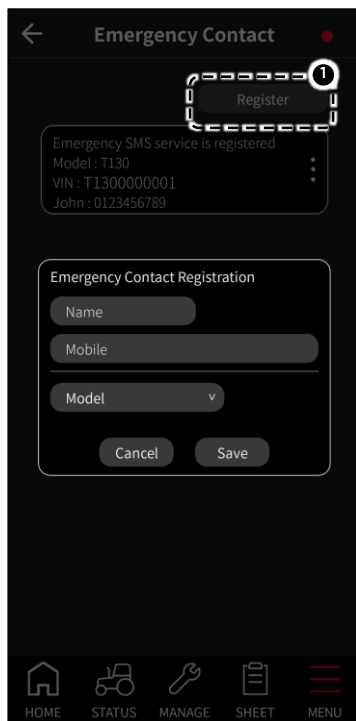 Emergency Contact
1
Register
Emergency SMS service is registered
Model : T130
VIN : T1300000001
John : 0123456789
Emergency Contact Registration
Name
Mobile
Model
Cancel Save
HOME STATUS MANAGE SHEET MENU